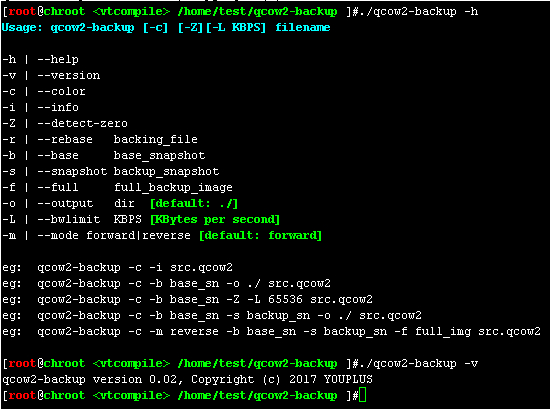 [root@chroot <vtcompile> /home/test/qcow2-backup ]#./qcow2-backup -h
Usage: qcow2-backup [-c] [-Z][-L KBPS] filename
-h | --help
-v | --version
-c | --color
-i | --info
-Z | --detect-zero
-r | --rebase   backing_file
-b | --base     base_snapshot
-s | --snapshot backup_snapshot
-f | --full     full_backup_image
-o | --output   dir  [default: ./]
-L | --bwlimit  KBPS [KBytes per second]
-m | --mode forward|reverse [default: forward]
eg:  qcow2-backup -c -i src.qcow2
eg:  qcow2-backup -c -b base_sn -o ./ src.qcow2
eg:  qcow2-backup -c -b base_sn -Z -L 65536 src.qcow2
eg:  qcow2-backup -c -b base_sn -s backup_sn -o ./ src.qcow2
eg:  qcow2-backup -c -m reverse -b base_sn -s backup_sn -f full_img src.qcow2
[root@chroot <vtcompile> /home/test/qcow2-backup ]#./qcow2-backup -v
qcow2-backup version 0.02, Copyright (c) 2017 YOUPLUS
[root@chroot <vtcompile> /home/test/qcow2-backup ]#